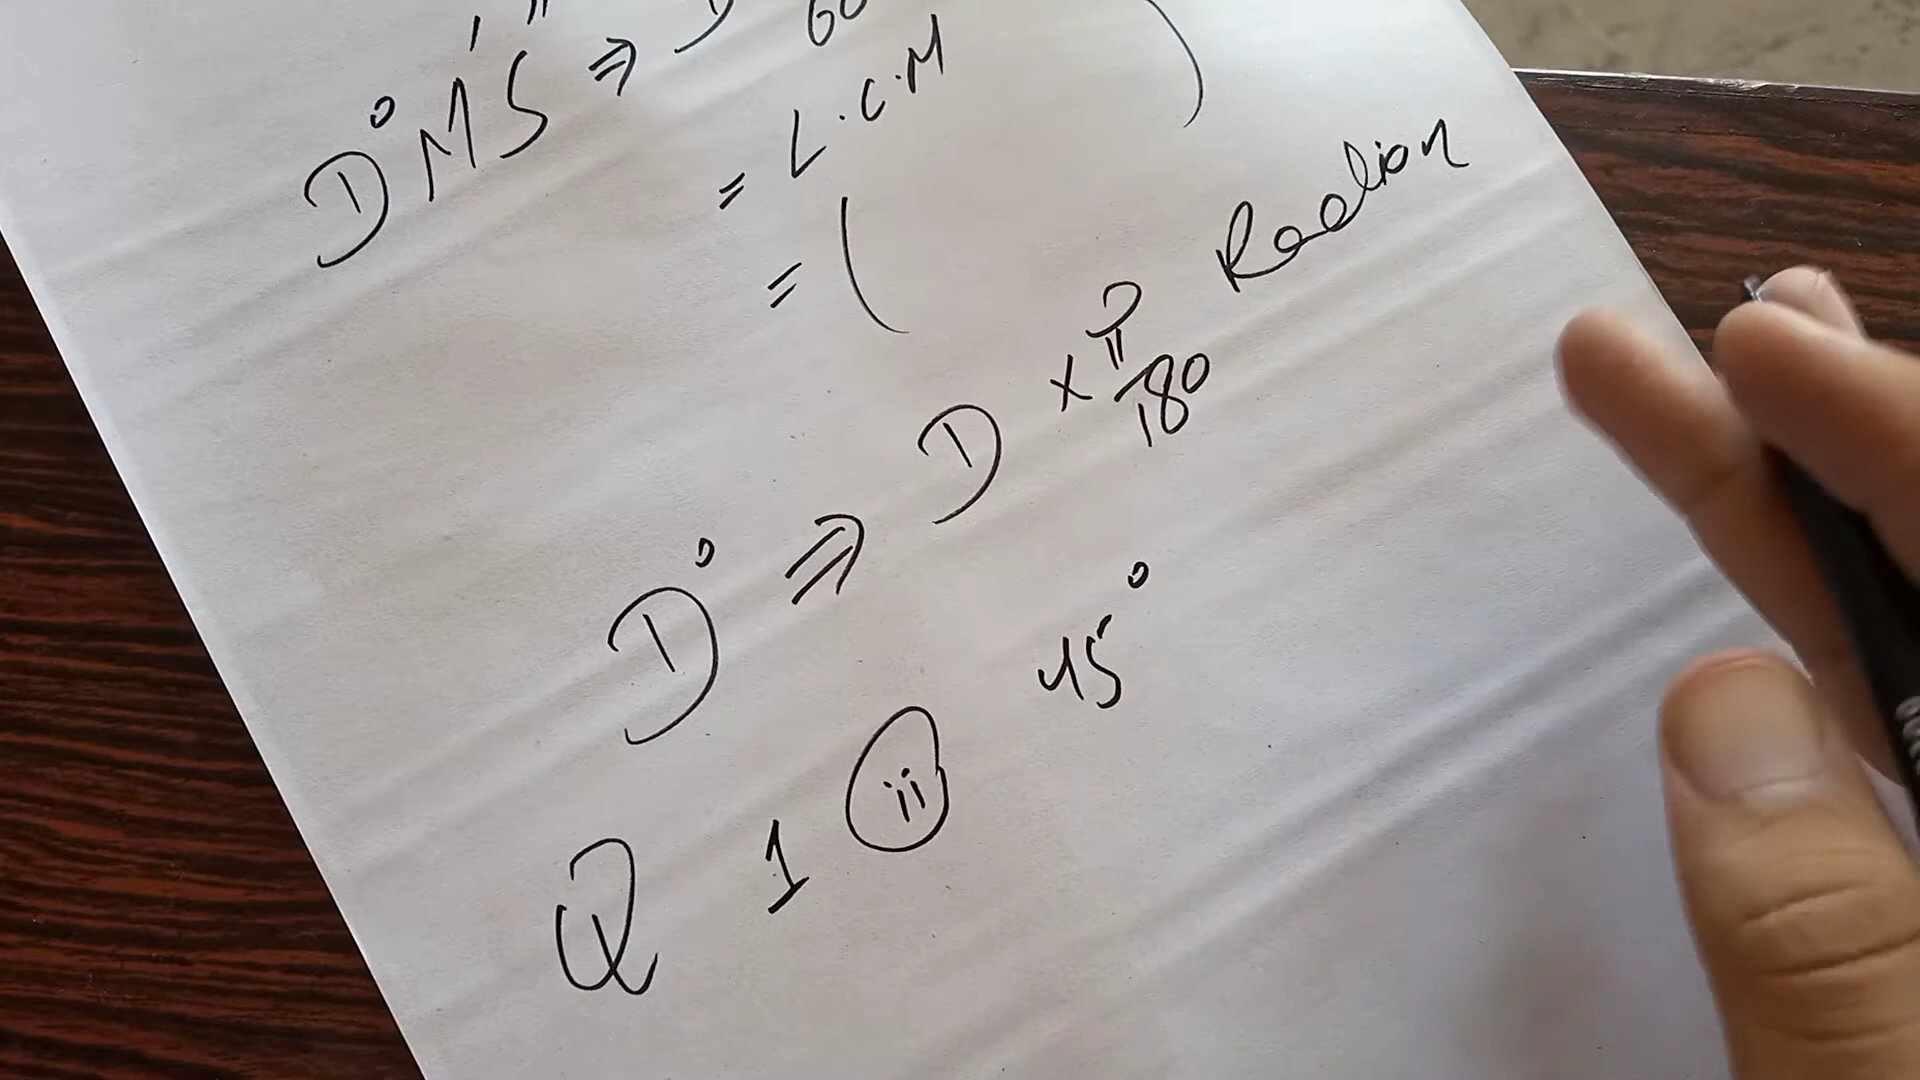 D° M' S'' ⇒ D 60
= L.C.M
= ( )
D° ⇒ D × π/180 Radian
Q 1 (ii) 45°